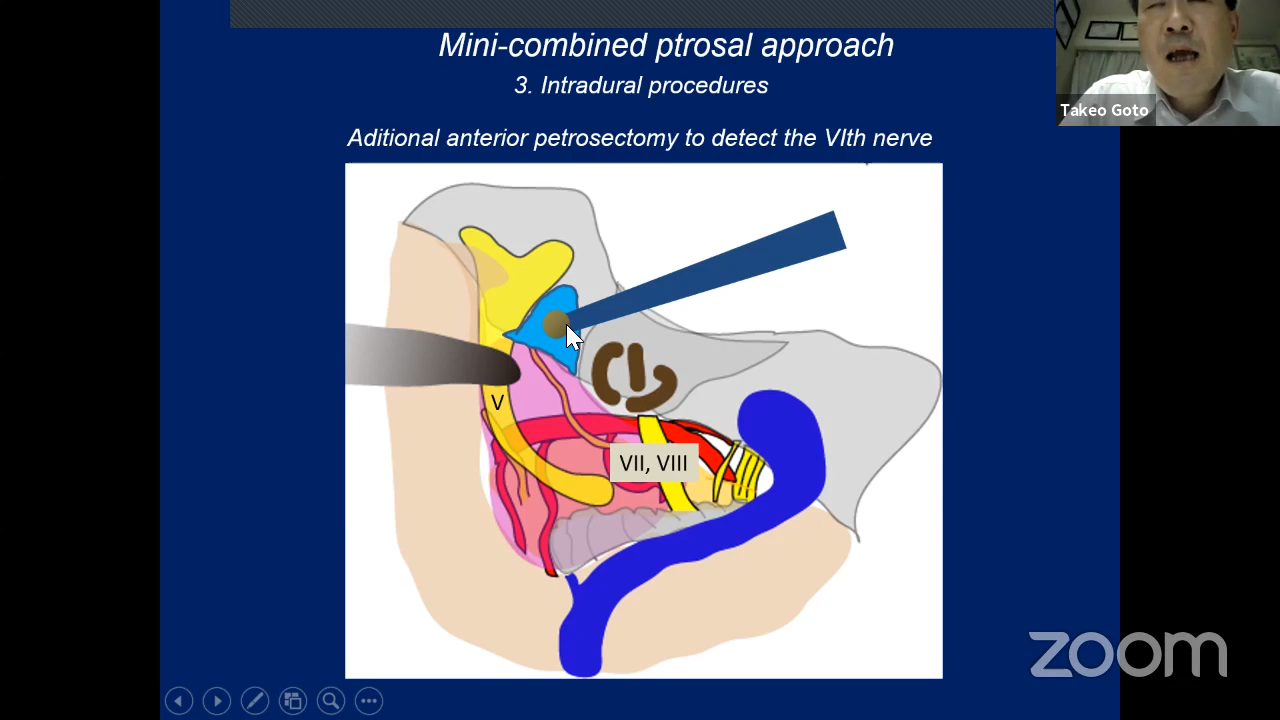 Mini-combined ptrosal approach
3. Intradural procedures
Aditional anterior petrosectomy to detect the VIth nerve
Takeo Goto
V
VII, VIII
zoom